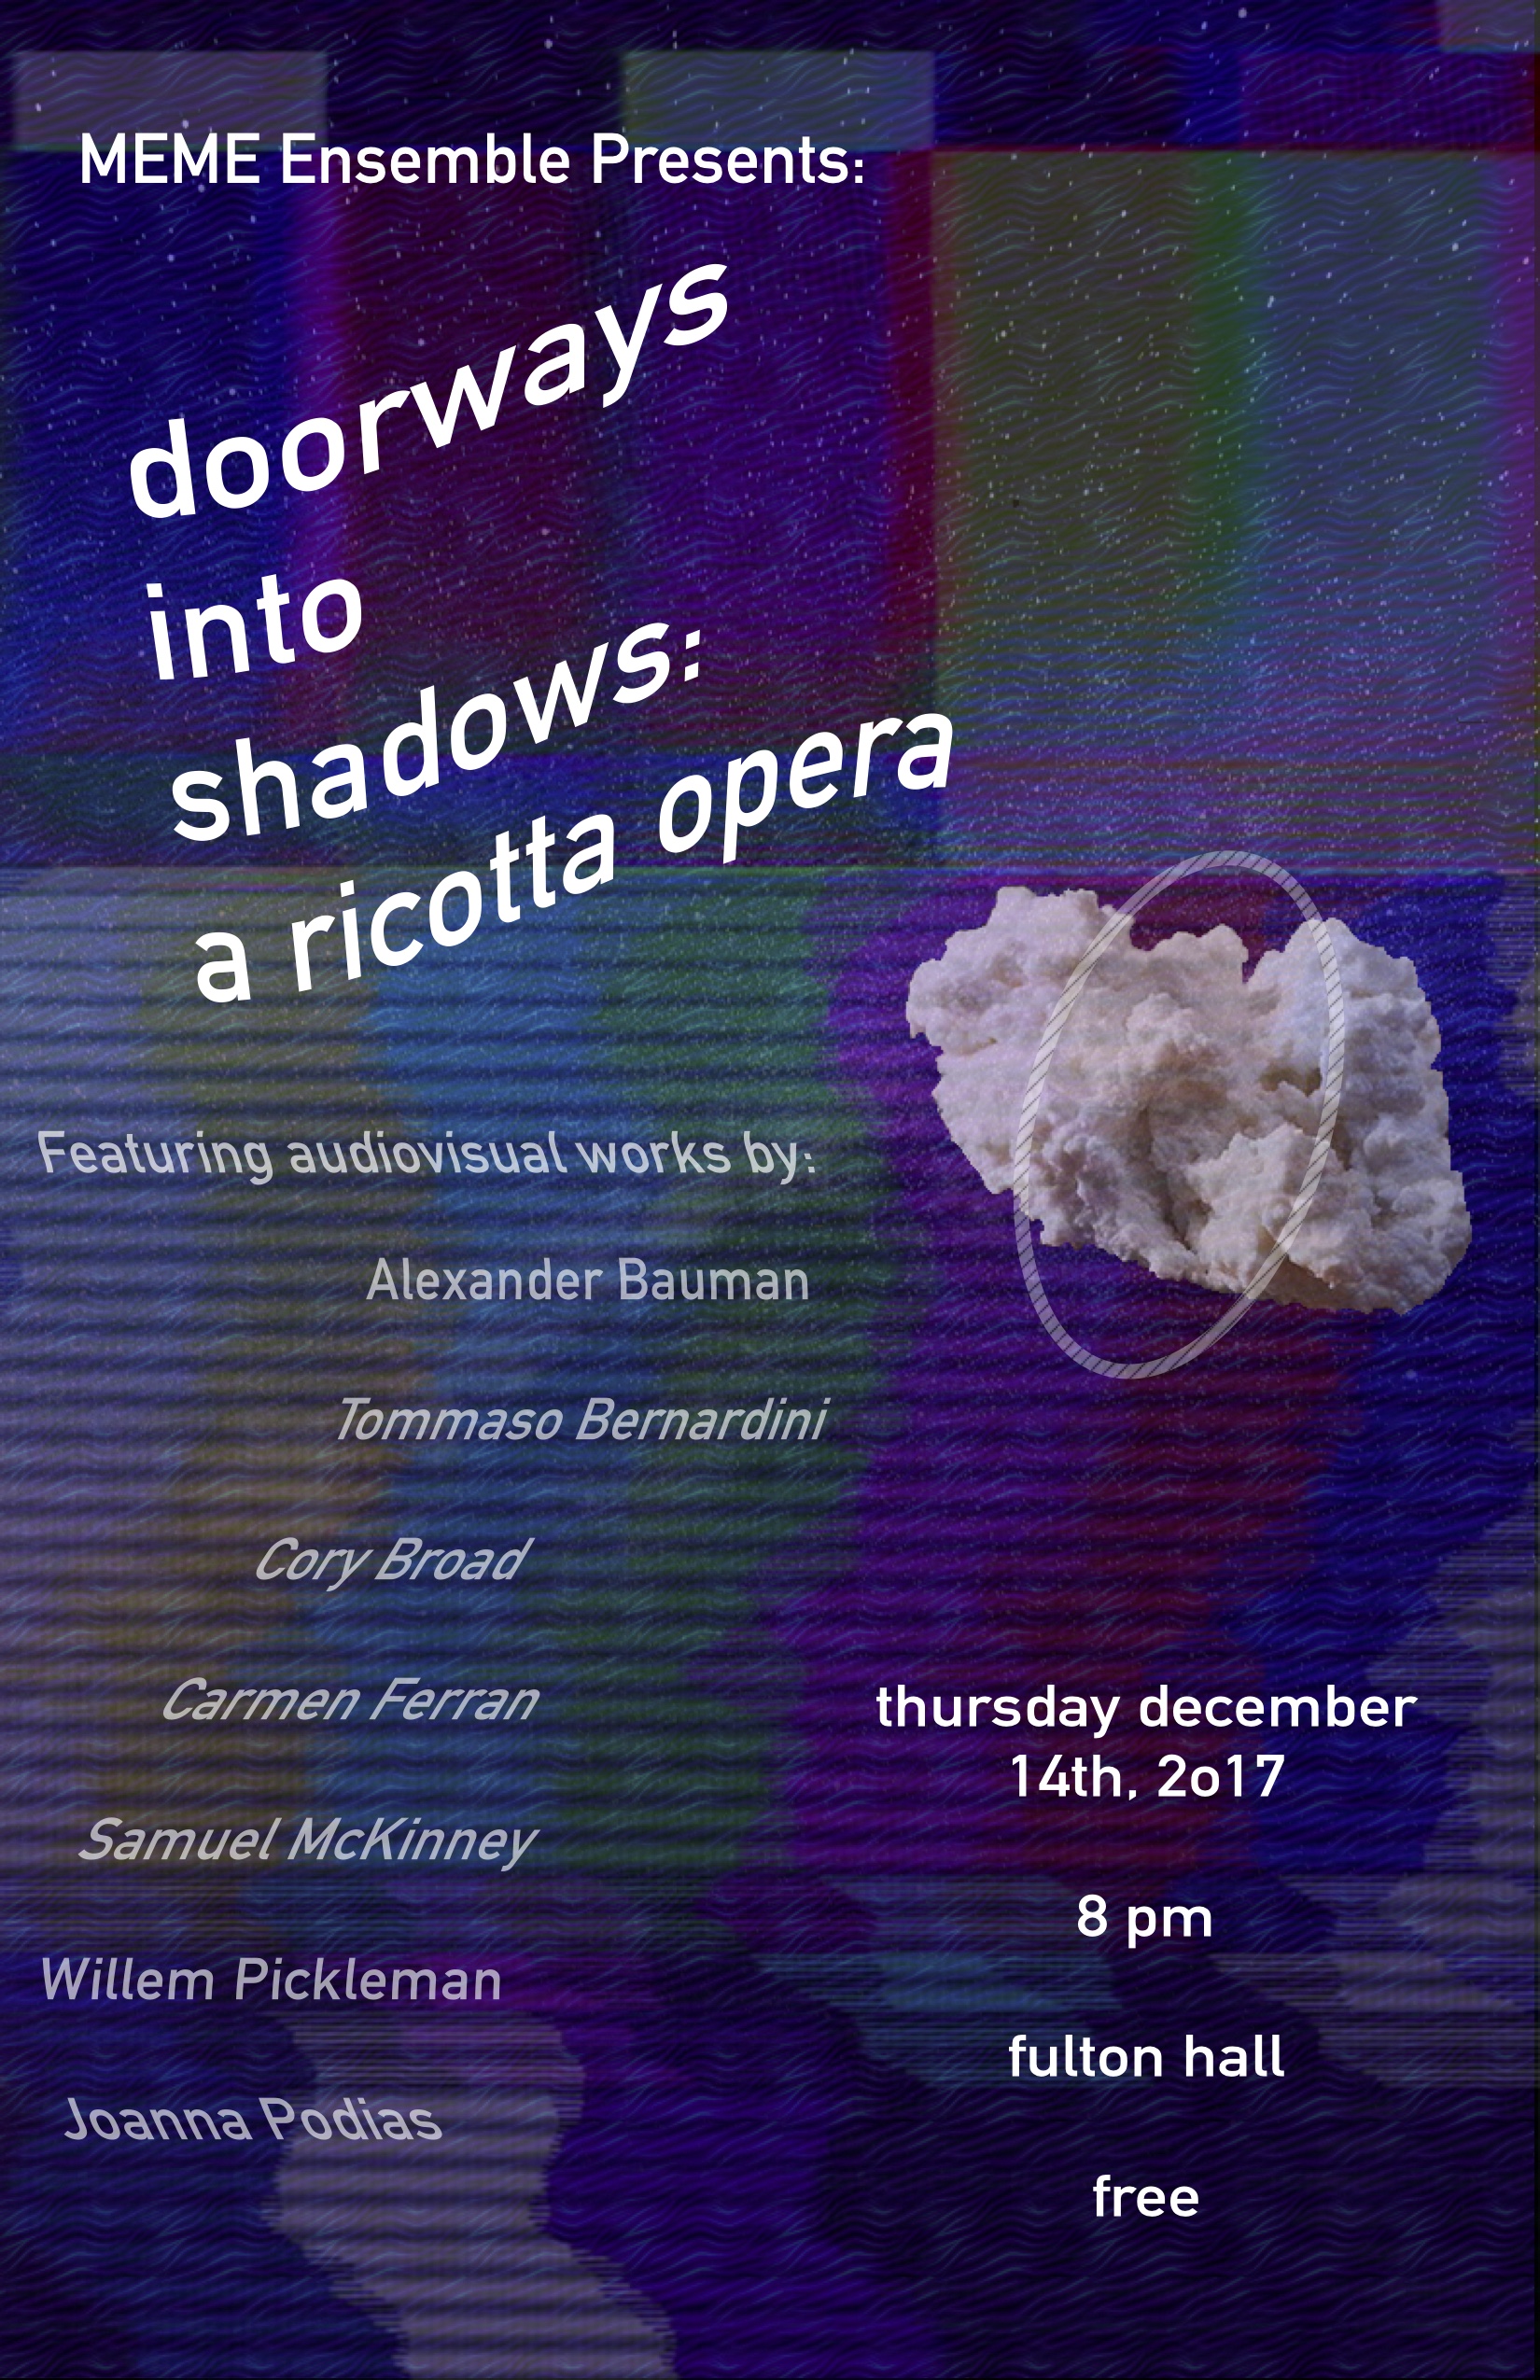 MEME Ensemble Presents:
doorways
into
shadows:
a ricotta opera
Featuring audiovisual works by:
Alexander Bauman
Tommaso Bernardini
Cory Broad
Carmen Ferran
Samuel McKinney
Willem Pickleman
Joanna Podias
thursday december
14th, 2o17
8 pm
fulton hall
free